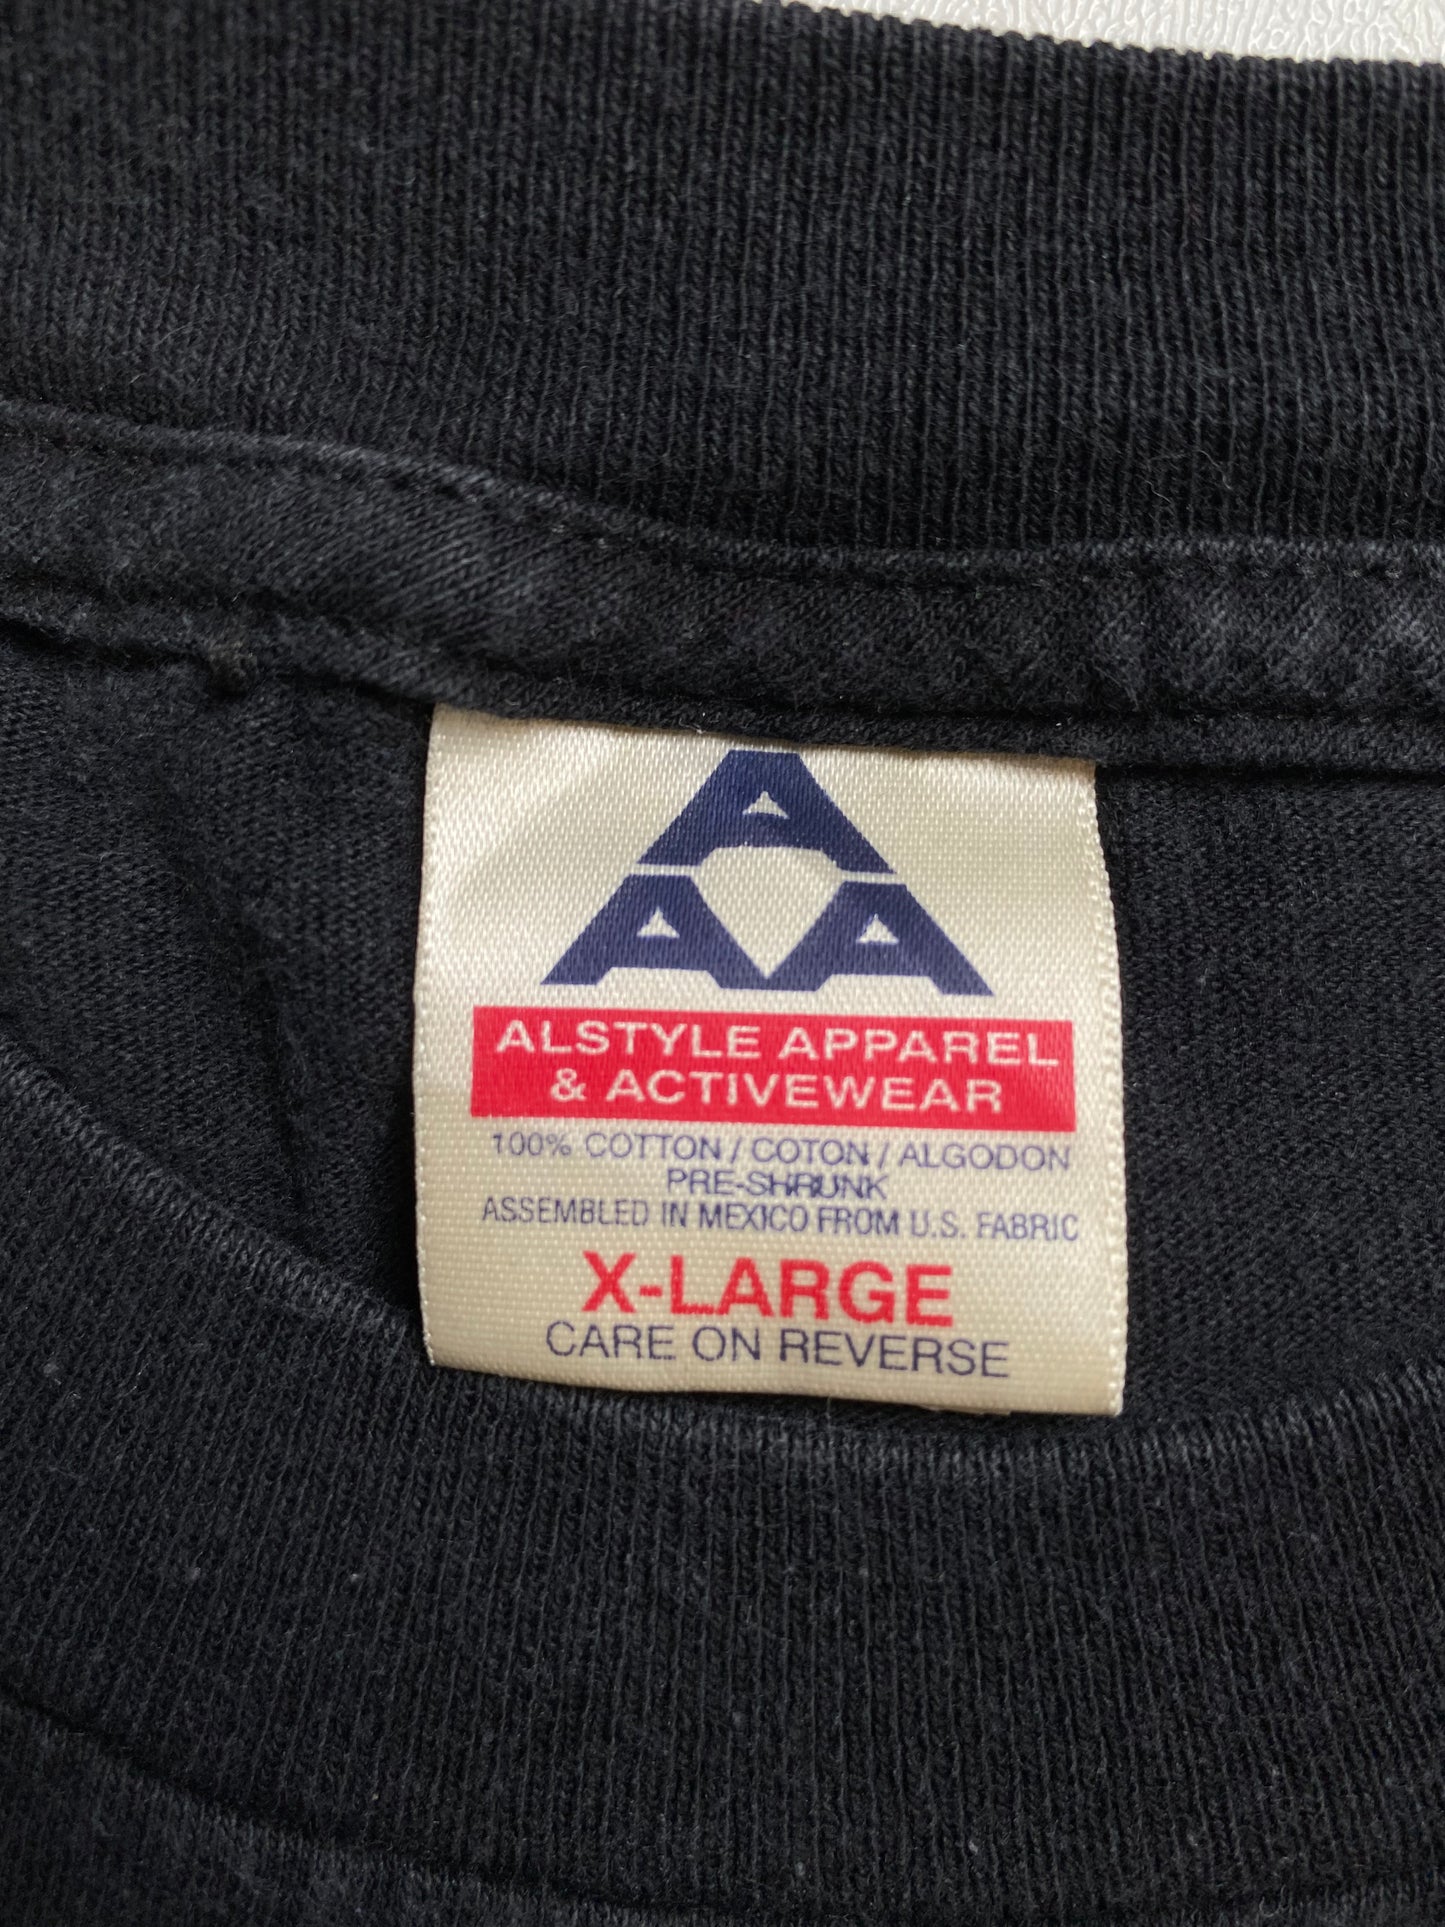 A
A A
ALSTYLE APPAREL
& ACTIVEWEAR
100% COTTON / COTON / ALGODON
PRE-SHRUNK
ASSEMBLED IN MEXICO FROM U.S. FABRIC
X-LARGE
CARE ON REVERSE